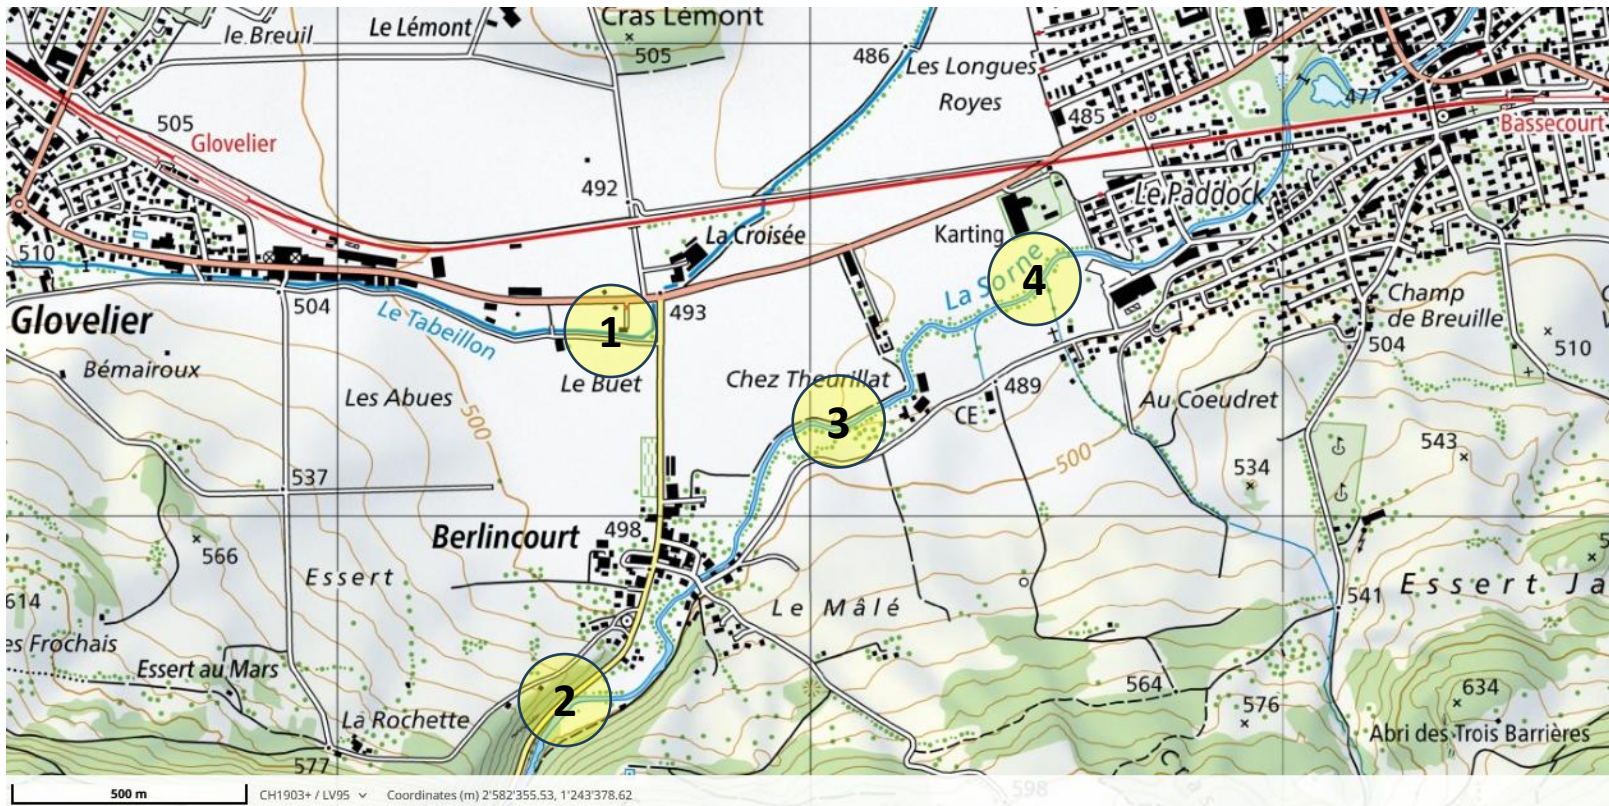 Cras Lémont
le Breuil
Le Lémont
505
486
Les Longues
Royes
477
485
505
Glovelier
Bassecourt
492
Le Paddock
La Croisée
Karting
510
La Sorne
4
504
493
1
Glovelier
Le Tabeillon
Champ
de Breuille
504
510
Bémairoux
Le Buet
Chez Theurillat
489
Les Abues
500
CE
Au Coeudret
3
543
500
534
537
498
Berlincourt
566
Essert
614
Le Mâlé
541
Essert Ja
es Frochais
Essert au Mars
564
634
2
576
La Rochette
Abri des Trois Barrières
577
598
500 m
CH1903+ / LV95
Coordinates (m) 2'582'355.53, 1'243'378.62